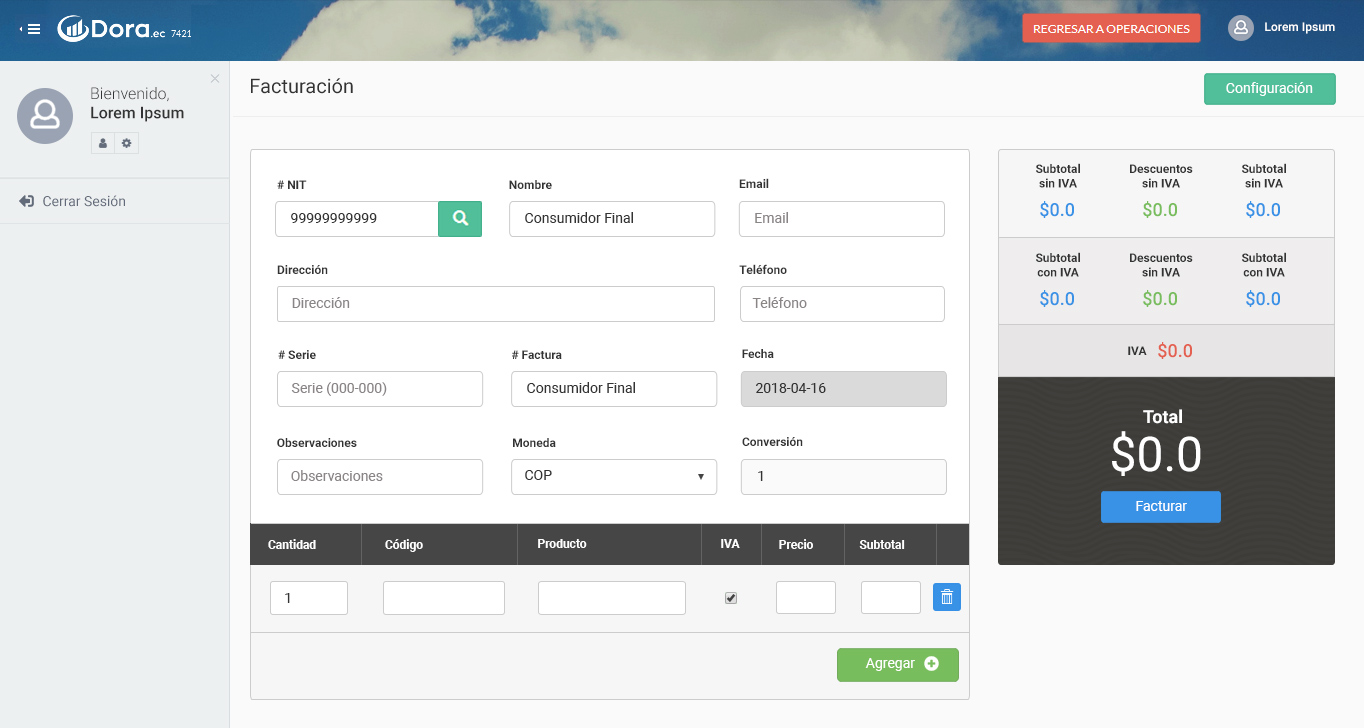 Dora.ec 7421
REGRESAR A OPERACIONES
Lorem Ipsum
Bienvenido,
Lorem Ipsum
Cerrar Sesión
Facturación
Configuración
# NIT
Nombre
Email
99999999999
Consumidor Final
Email
Dirección
Teléfono
Dirección
Teléfono
# Serie
# Factura
Fecha
Serie (000-000)
Consumidor Final
2018-04-16
Observaciones
Moneda
Conversión
Observaciones
COP
1
Cantidad
Código
Producto
IVA
Precio
Subtotal
1
Agregar
Subtotal
sin IVA
Descuentos
sin IVA
Subtotal
sin IVA
$0.0
$0.0
$0.0
Subtotal
con IVA
Descuentos
sin IVA
Subtotal
con IVA
$0.0
$0.0
$0.0
IVA $0.0
Total
$0.0
Facturar